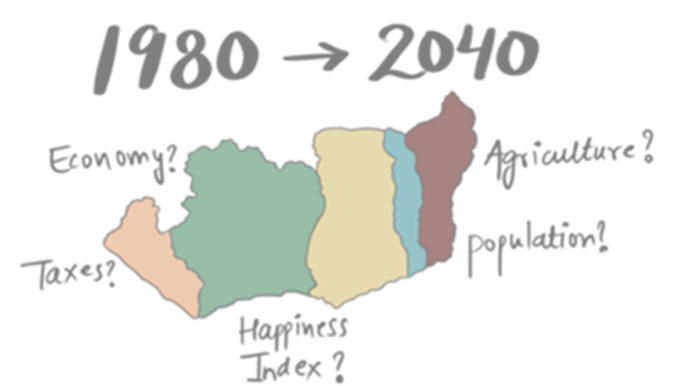 1980 → 2040
Economy?
Agriculture?
Taxes?
population?
Happiness
Index?